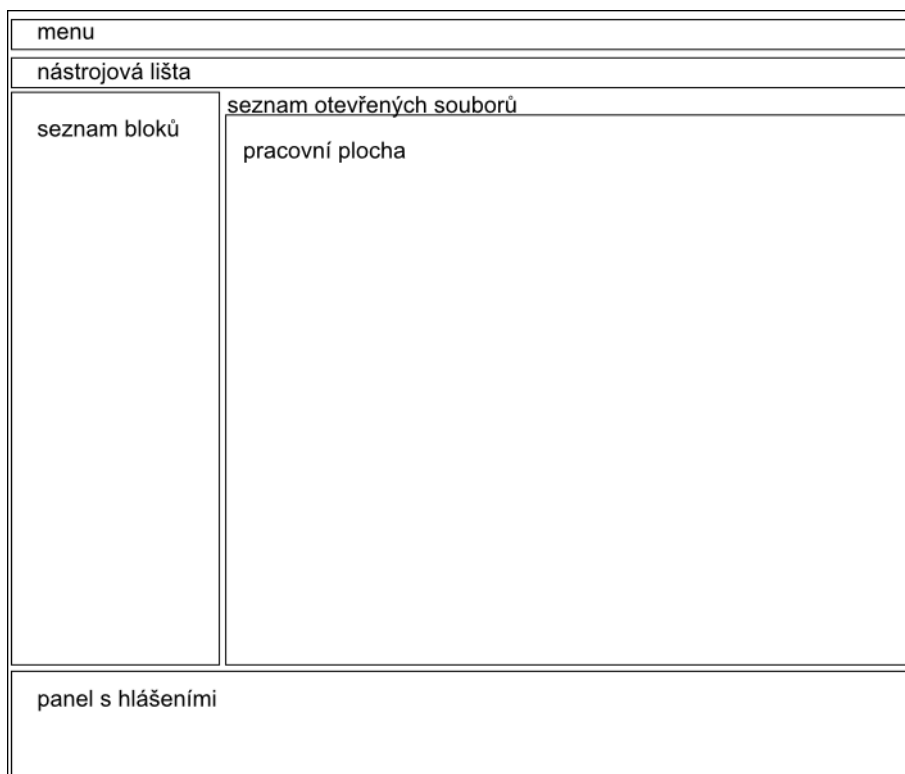 menu
nástrojová lišta
seznam otevřených souborů
seznam bloků
pracovní plocha
panel s hlášeními